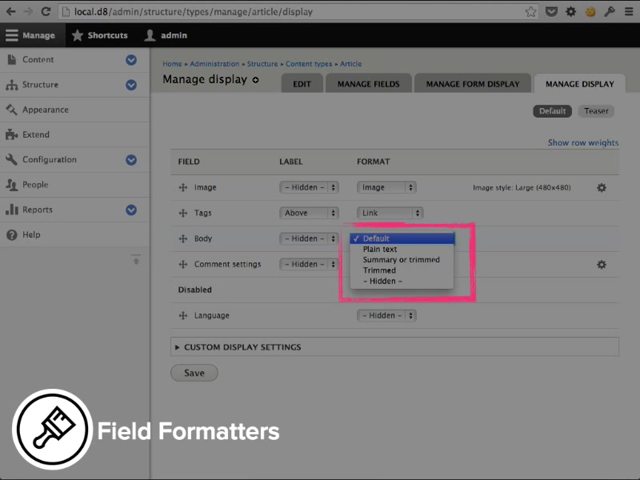 local.d8/admin/structure/types/manage/article/display
Manage Shortcuts admin
Content
Structure
Appearance
Extend
Configuration
People
Reports
Help
Home » Administration » Structure » Content types » Article
Manage display
EDIT MANAGE FIELDS MANAGE FORM DISPLAY MANAGE DISPLAY
Default Teaser
Show row weights
FIELD LABEL FORMAT
Image - Hidden - Image Image style: Large (480x480)
Tags Above Link
Body - Hidden - Default
Plain text
Summary or trimmed
Trimmed
- Hidden -
Comment settings - Hidden -
Disabled
Language - Hidden -
CUSTOM DISPLAY SETTINGS
Save
Field Formatters